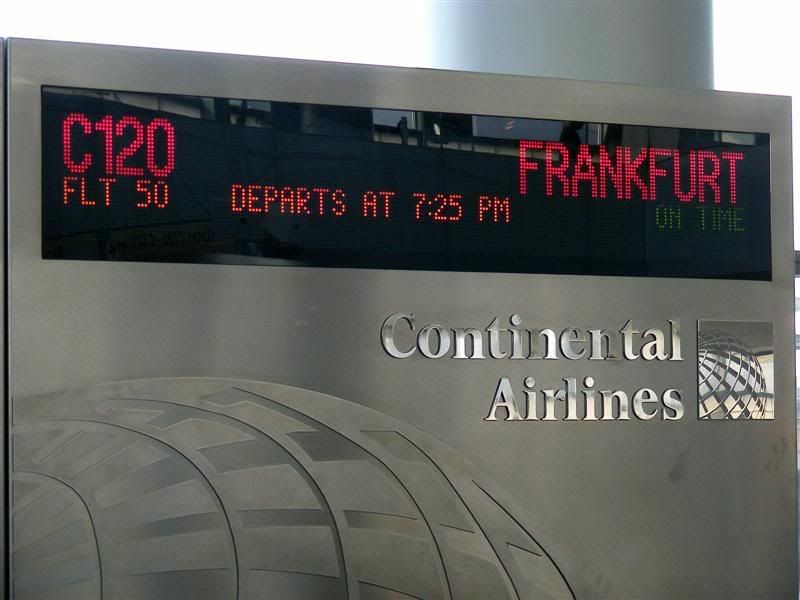 C120 FRANKFURT
FLT 50 DEPARTS AT 7:25 PM ON TIME
Continental
Airlines